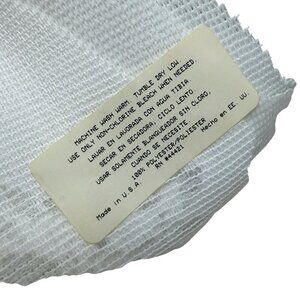 MACHINE WASH WARM, TUMBLE DRY LOW.
USE ONLY NON-CHLORINE BLEACH WHEN NEEDED.
LAVAR EN LAVORADA CON AGUA TIBIA.
SECAR EN SECADORA, CICLO LENTO.
USAR SOLAMENTE BLANQUEADOR SIN CLORO,
CUANDO SE NECESITE.
100% POLYESTER/POLIESTER
Made in U.S.A. RN #44421 Hecho en EE. UU.